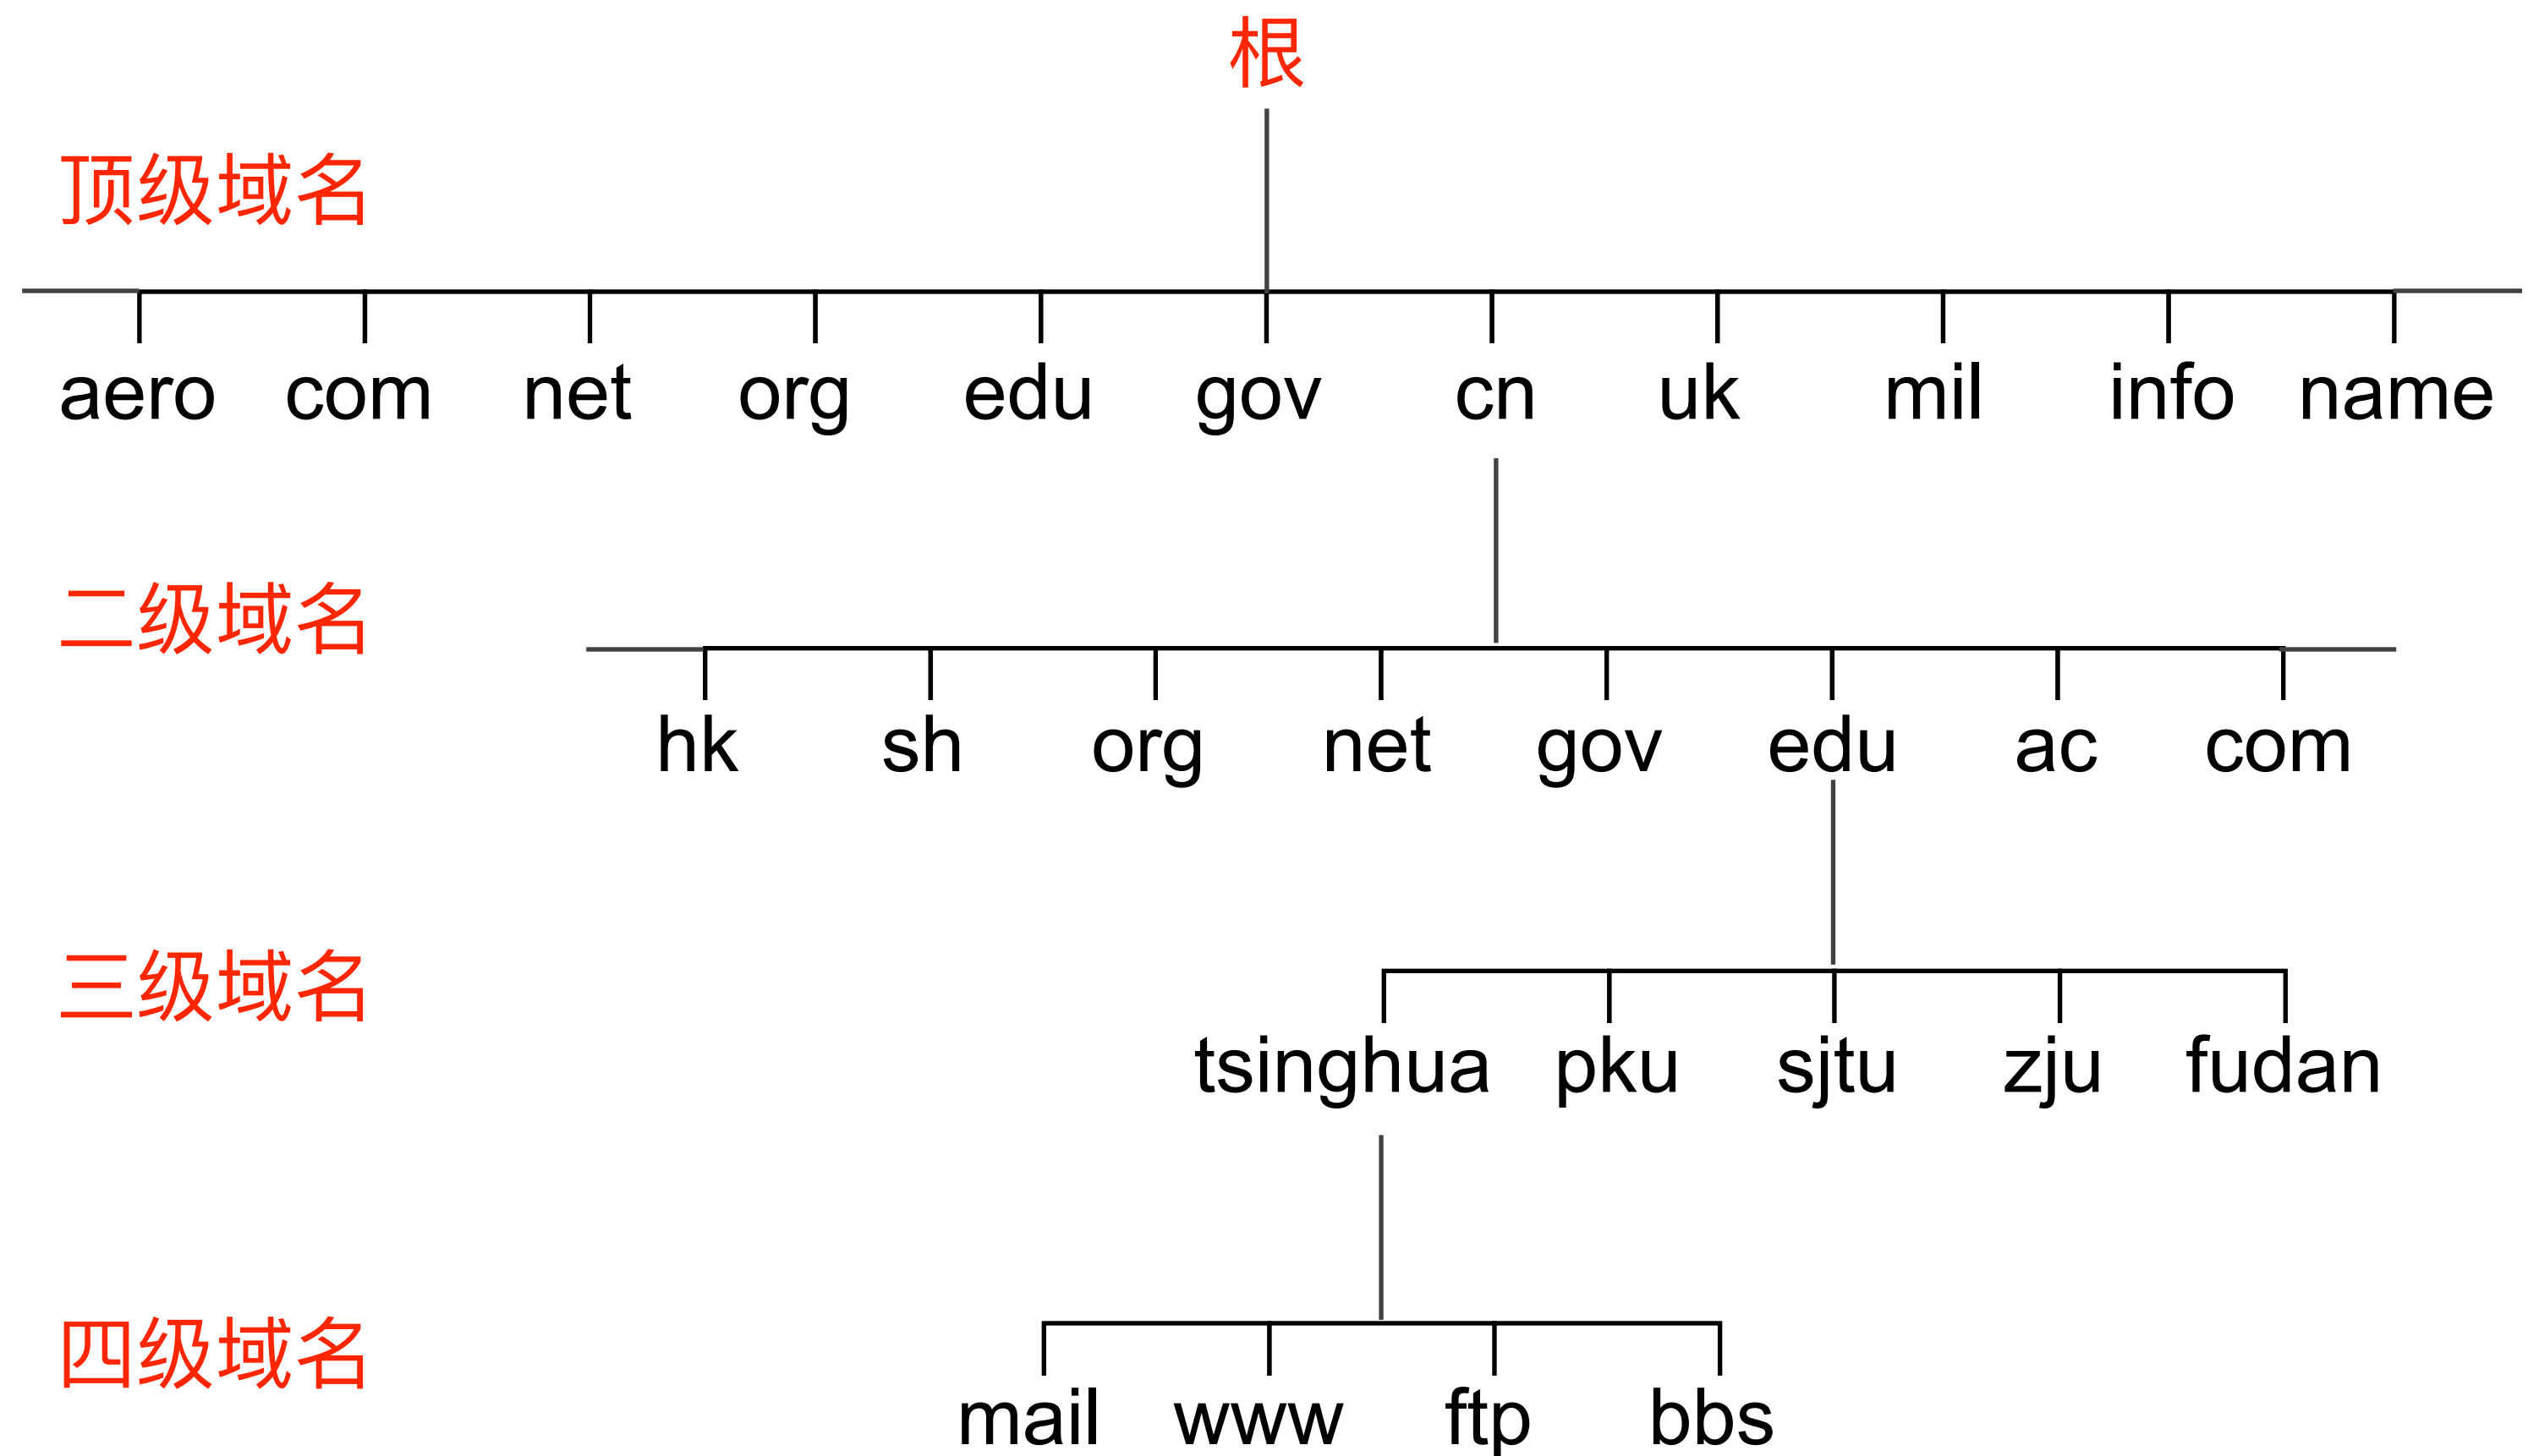 根
顶级域名
aero com net org edu gov cn uk mil info name
二级域名
hk sh org net gov edu ac com
三级域名
tsinghua pku sjtu zju fudan
四级域名
mail www ftp bbs